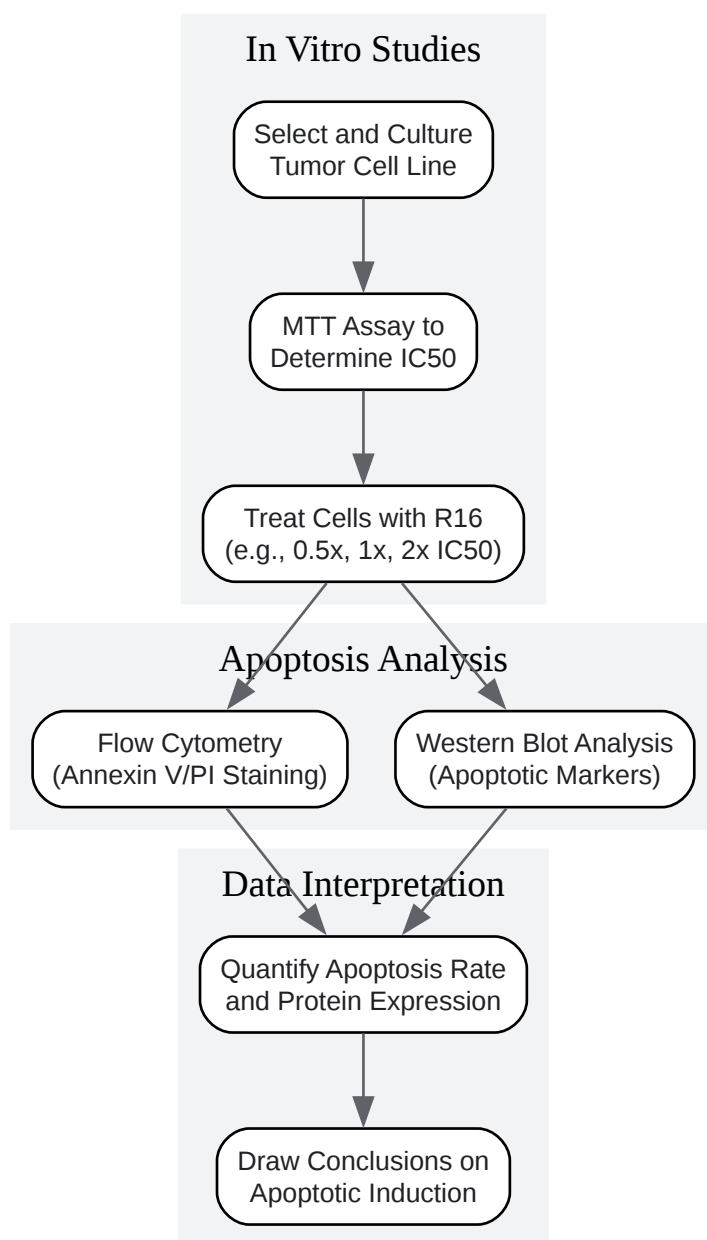 In Vitro Studies
Select and Culture
Tumor Cell Line
MTT Assay to
Determine IC50
Treat Cells with R16
(e.g., 0.5x, 1x, 2x IC50)
Apoptosis Analysis
Flow Cytometry
(Annexin V/PI Staining)
Western Blot Analysis
(Apoptotic Markers)
Data Interpretation
Quantify Apoptosis Rate
and Protein Expression
Draw Conclusions on
Apoptotic Induction